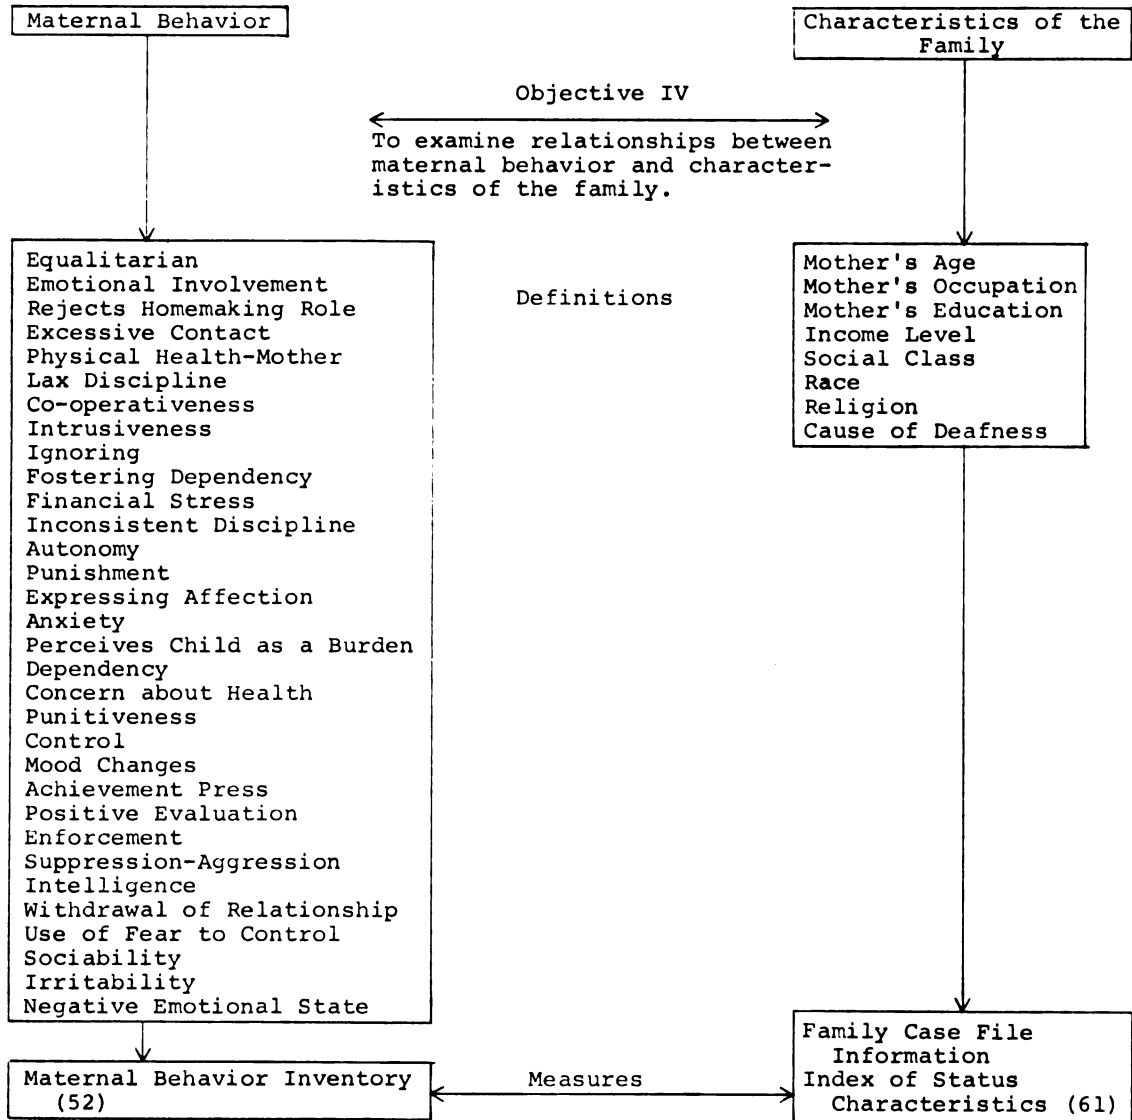 Maternal Behavior
Characteristics of the
Family
Objective IV
To examine relationships between
maternal behavior and character-
istics of the family.
Equalitarian
Emotional Involvement
Rejects Homemaking Role
Excessive Contact
Physical Health-Mother
Lax Discipline
Co-operativeness
Intrusiveness
Ignoring
Fostering Dependency
Financial Stress
Inconsistent Discipline
Autonomy
Punishment
Expressing Affection
Anxiety
Perceives Child as a Burden
Dependency
Concern about Health
Punitiveness
Control
Mood Changes
Achievement Press
Positive Evaluation
Enforcement
Suppression-Aggression
Intelligence
Withdrawal of Relationship
Use of Fear to Control
Sociability
Irritability
Negative Emotional State
Definitions
Mother's Age
Mother's Occupation
Mother's Education
Income Level
Social Class
Race
Religion
Cause of Deafness
Maternal Behavior Inventory
(52)
Measures
Family Case File
Information
Index of Status
Characteristics (61)